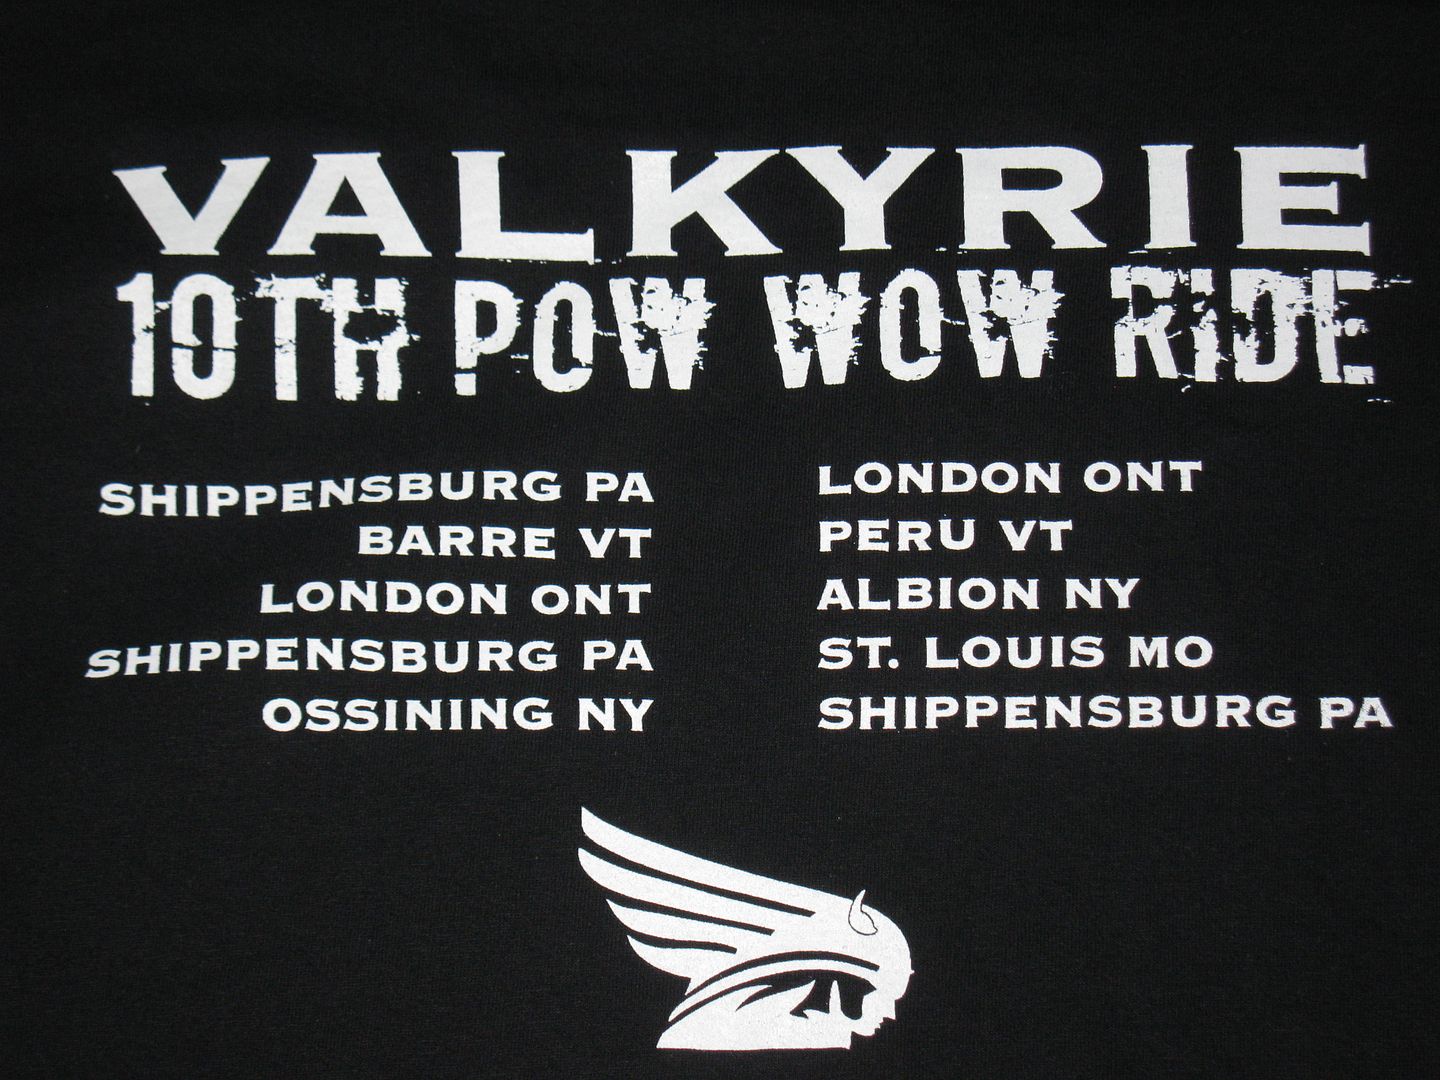 VALKYRIE
10TH POW WOW RIDE
SHIPPENSBURG PA
BARRE VT
LONDON ONT
SHIPPENSBURG PA
OSSINING NY
LONDON ONT
PERU VT
ALBION NY
ST. LOUIS MO
SHIPPENSBURG PA